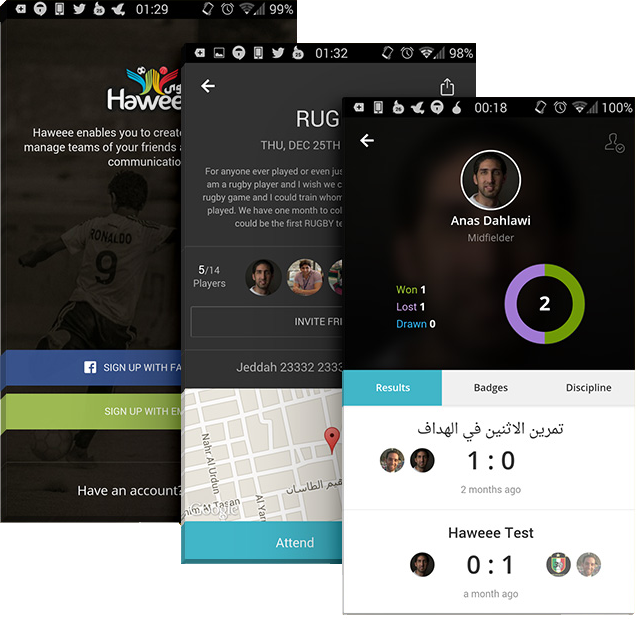 01:29
99%
وي
Haweee
Haweee enables you to create
manage teams of your friends
communication
RONALDO
9
SIGN UP WITH FA
SIGN UP WITH EM
Have an account?
01:32
98%
RUG
THU, DEC 25TH
For anyone ever played or even jus
am a rugby player and I wish we c
rugby game and I could train whom
played. We have one month to col
could be the first RUGBY te
5/14
Players
INVITE FRI
Jeddah 23332 2333
Nahr Al Urdun
Al Tasan
Al Yar
قيم الطاسان
Google
Attend
00:18
100%
Anas Dahlawi
Midfielder
Won 1
Lost 1
Drawn 0
2
Results Badges Discipline
تمرين الاثنين في الهداف
1 : 0
2 months ago
Haweee Test
0 : 1
a month ago